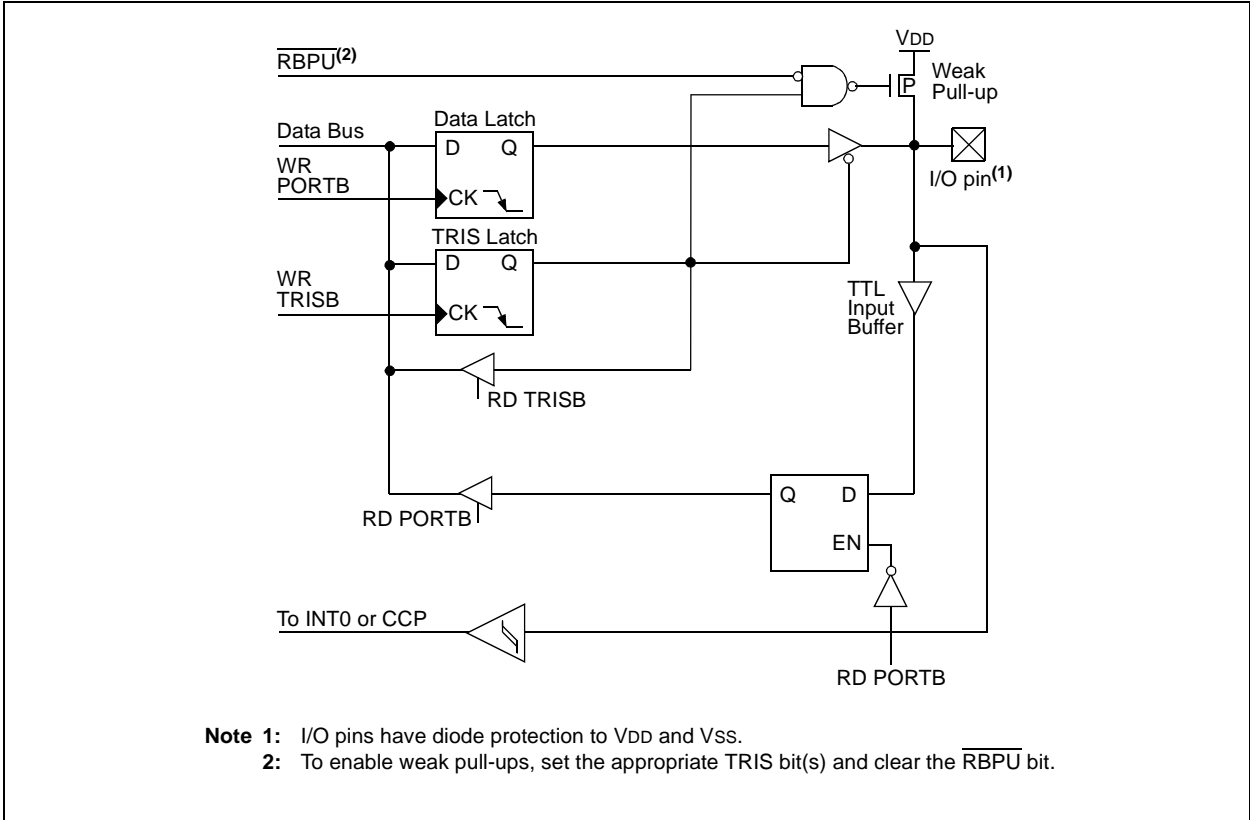 RBPU(2)
VDD
Weak
Pull-up
P
Data Bus
Data Latch
D Q
WR
PORTB
CK
I/O pin(1)
TRIS Latch
D Q
WR
TRISB
CK
TTL
Input
Buffer
RD TRISB
Q D
RD PORTB
EN
To INT0 or CCP
RD PORTB
Note 1: I/O pins have diode protection to VDD and VSS.
2: To enable weak pull-ups, set the appropriate TRIS bit(s) and clear the RBPU bit.